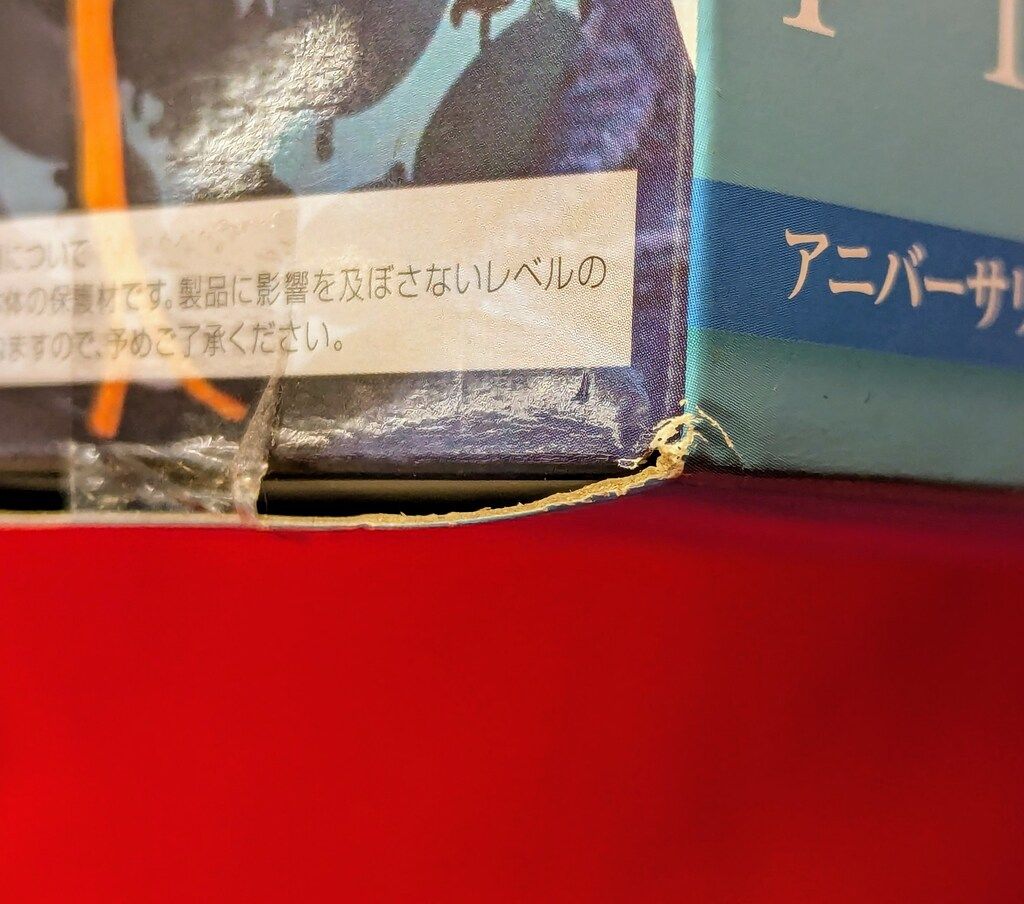 について
体の保護材です。製品に影響を及ぼさないレベルの
ますので、予めご了承ください。
アニバーサリ